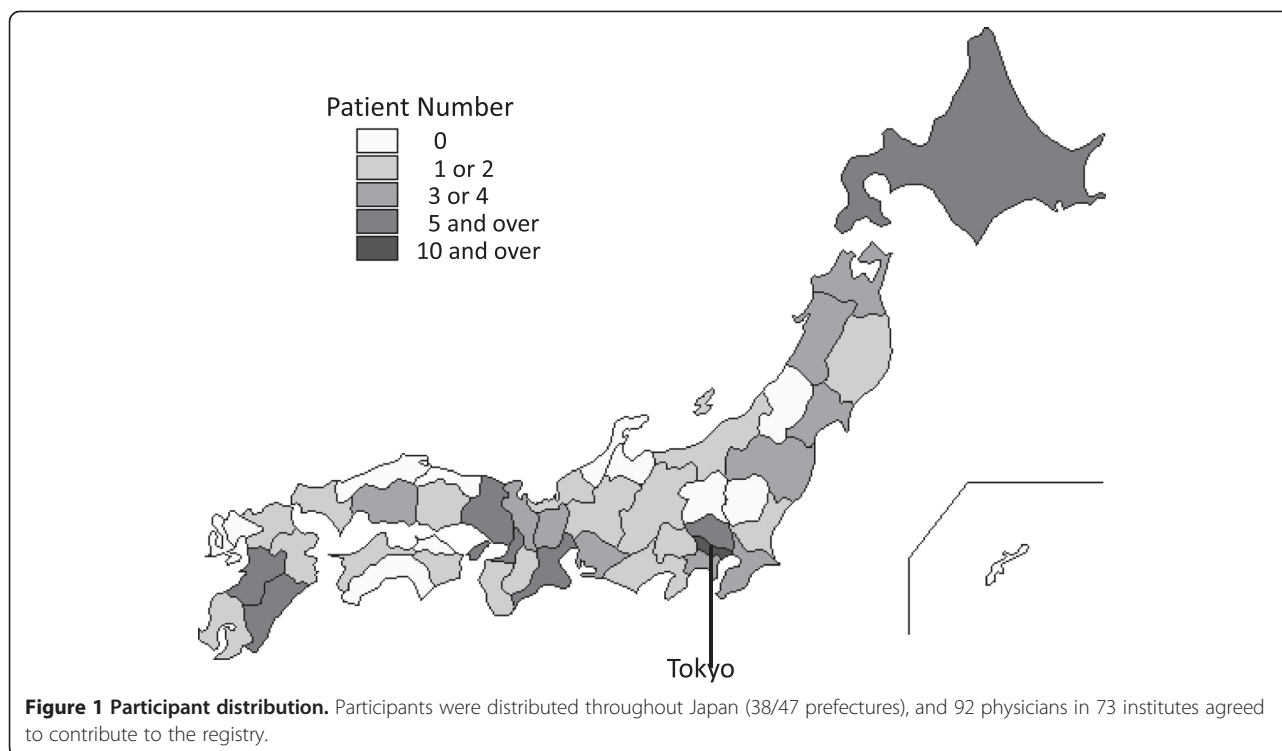 Patient Number
0
1 or 2
3 or 4
5 and over
10 and over
Tokyo
Figure 1 Participant distribution. Participants were distributed throughout Japan (38/47 prefectures), and 92 physicians in 73 institutes agreed
to contribute to the registry.